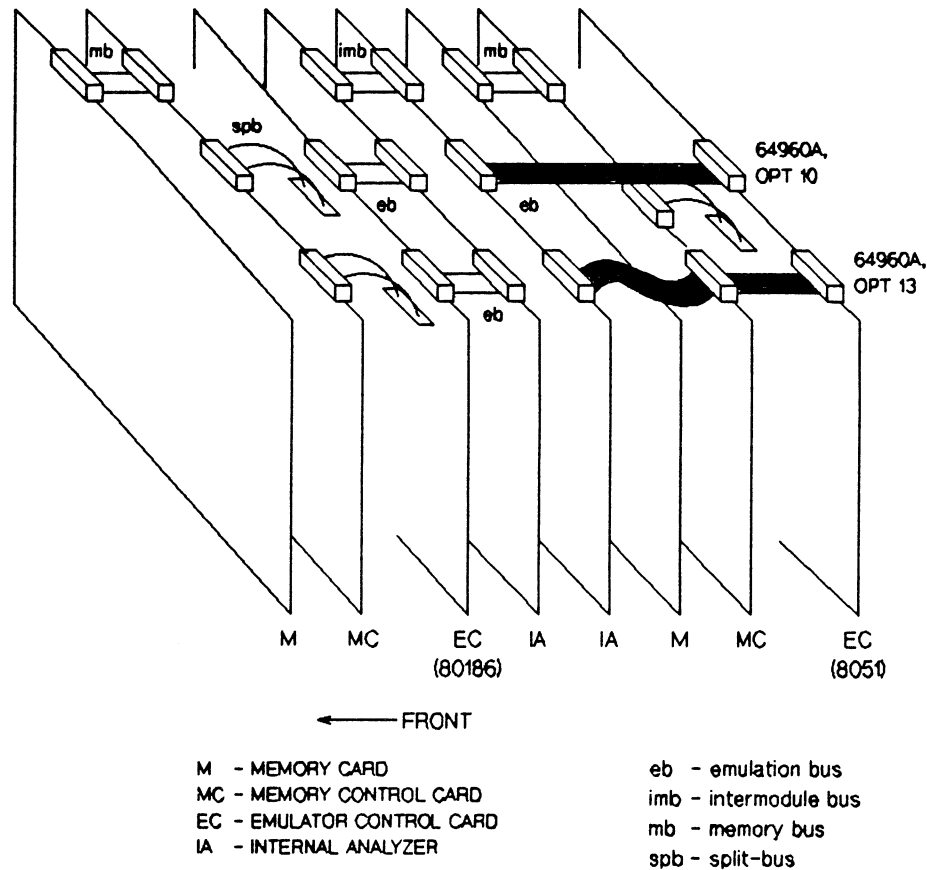 mb
imb
mb
spb
64960A,
OPT 10
eb
eb
64960A,
OPT 13
eb
M MC EC IA IA M MC EC
(80186) (8051)
FRONT
M - MEMORY CARD
MC - MEMORY CONTROL CARD
EC - EMULATOR CONTROL CARD
IA - INTERNAL ANALYZER
eb - emulation bus
imb - intermodule bus
mb - memory bus
spb - split-bus